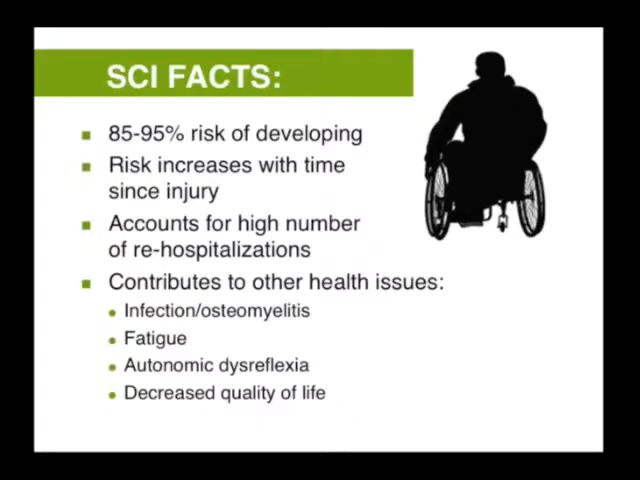 SCI FACTS:
85-95% risk of developing
Risk increases with time
since injury
Accounts for high number
of re-hospitalizations
Contributes to other health issues:
Infection/osteomyelitis
Fatigue
Autonomic dysreflexia
Decreased quality of life